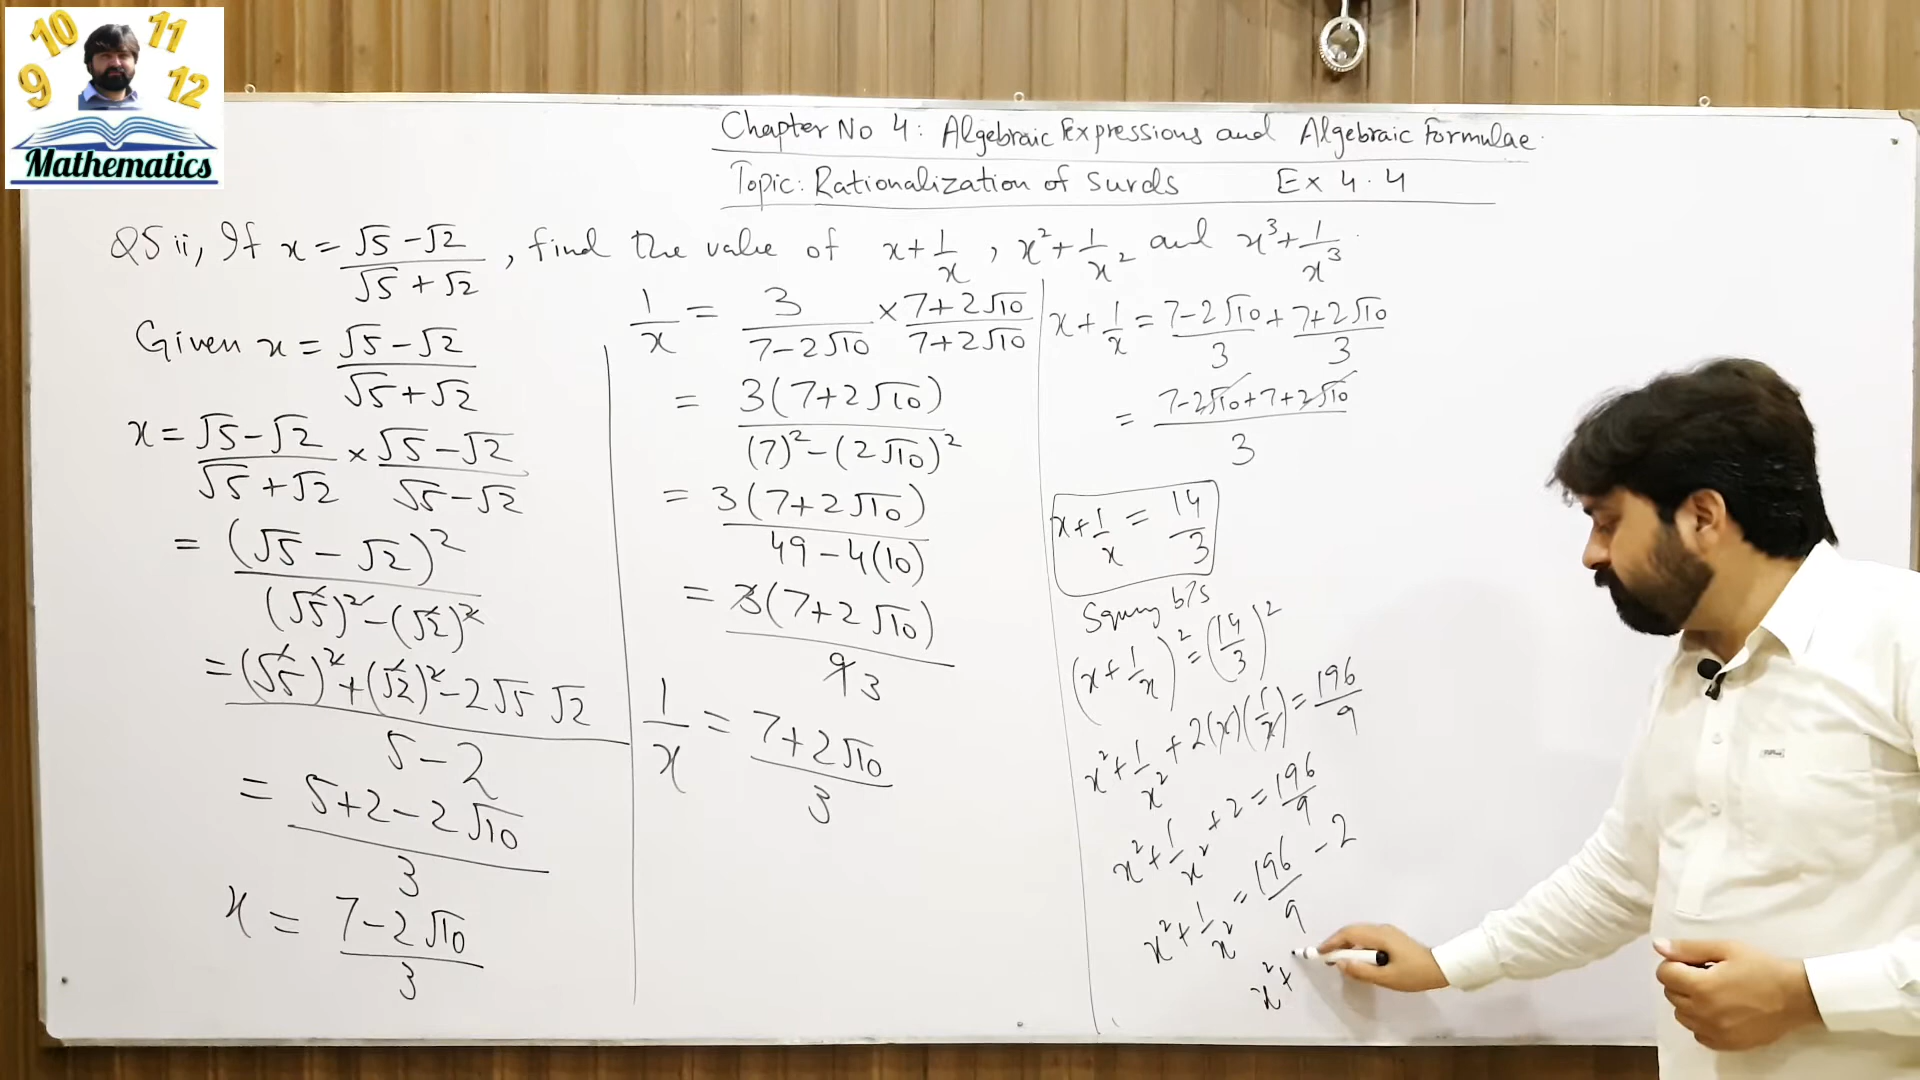 10 11
9 12
Mathematics
Chapter No 4: Algebraic Expressions and Algebraic Formulae.
Topic: Rationalization of Surds Ex 4.4
Q5 ii, If x = (√5 - √2)/(√5 + √2), find the value of x + 1/x, x² + 1/x² and x³ + 1/x³.
Given x = (√5 - √2)/(√5 + √2)
x = (√5 - √2)/(√5 + √2) × (√5 - √2)/(√5 - √2)
= (√5 - √2)²/((√5)² - (√2)²)
= ((√5)² + (√2)² - 2√5 √2)/(5 - 2)
= (5 + 2 - 2√10)/3
x = (7 - 2√10)/3
1/x = 3/(7 - 2√10) × (7 + 2√10)/(7 + 2√10)
= 3(7 + 2√10)/((7)² - (2√10)²)
= 3(7 + 2√10)/(49 - 4(10))
= 3(7 + 2√10)/9 3
1/x = (7 + 2√10)/3
x + 1/x = (7 - 2√10)/3 + (7 + 2√10)/3
= (7 - 2√10 + 7 + 2√10)/3
x + 1/x = 14/3
Squing b/s
(x + 1/x)² = (14/3)²
x² + 1/x² + 2(x)(1/x) = 196/9
x² + 1/x² + 2 = 196/9
x² + 1/x² = 196/9 - 2
x² +